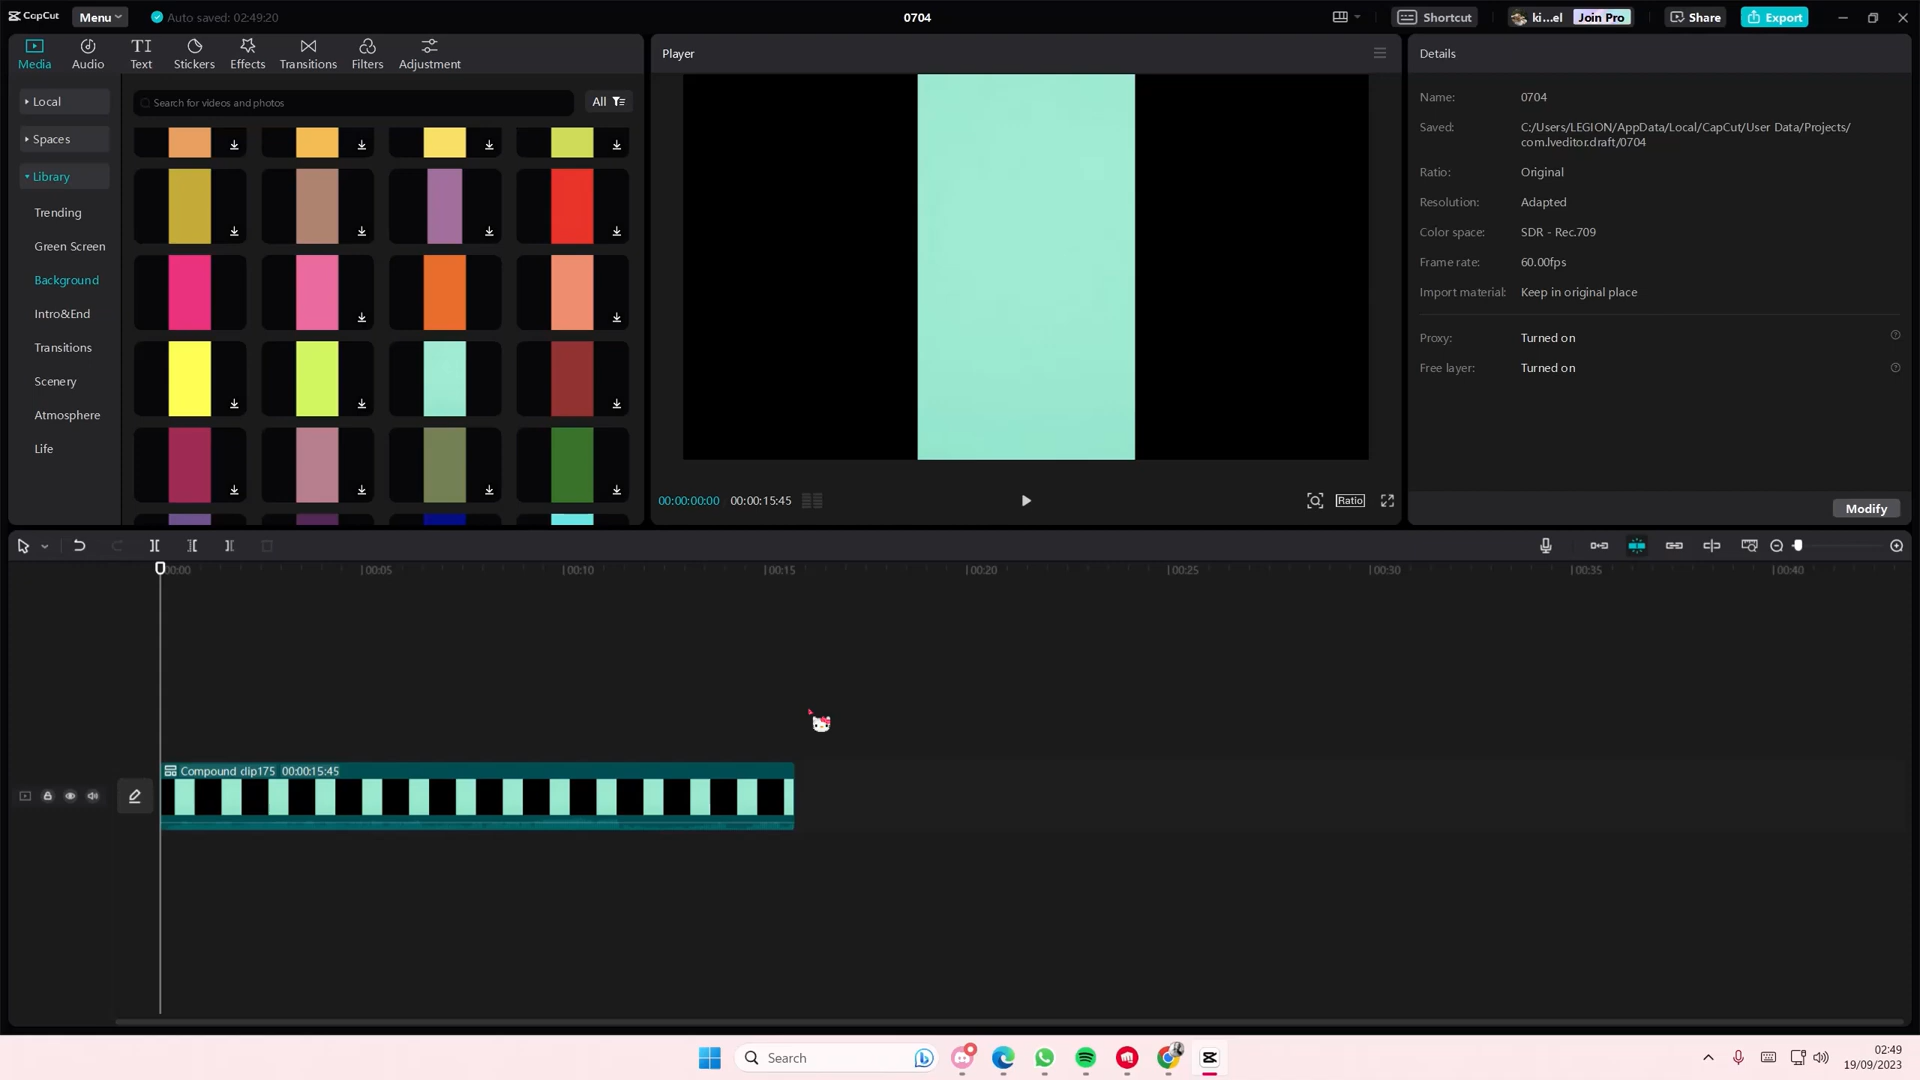 CapCut
Menu
Auto saved: 02:49:20
0704
Shortcut
ki...el
Join Pro
Share
Export
Media
Audio
TI
Text
Stickers
Effects
Transitions
Filters
Adjustment
Player
Details
Local
Search for videos and photos
All
Spaces
Library
Trending
Green Screen
Background
Intro&End
Transitions
Scenery
Atmosphere
Life
Name: 0704
Saved: C:/Users/LEGION/AppData/Local/CapCut/User Data/Projects/
com.lveditor.draft/0704
Ratio: Original
Resolution: Adapted
Color space: SDR - Rec.709
Frame rate: 60.00fps
Import material: Keep in original place
Proxy: Turned on
Free layer: Turned on
00:00:00:00 00:00:15:45
Ratio
Modify
00:00 00:05 00:10 00:15 00:20 00:25 00:30 00:35 00:40
Compound clip175 00:00:15:45
Search
02:49
19/09/2023